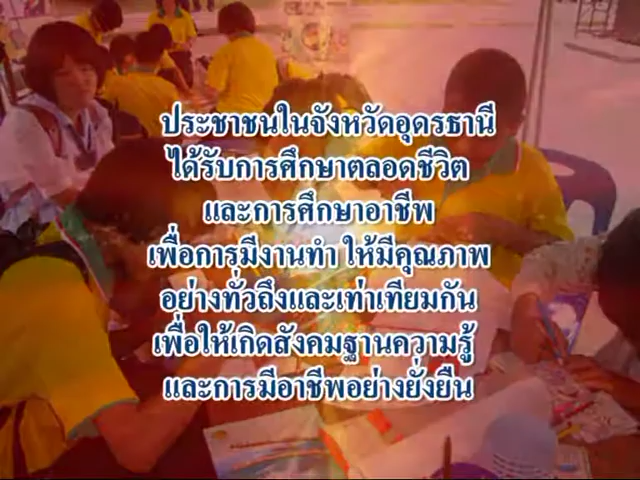 ประชาชนในจังหวัดอุดรธานี
ได้รับการศึกษาตลอดชีวิต
และการศึกษาอาชีพ
เพื่อการมีงานทำ ให้มีคุณภาพ
อย่างทั่วถึงและเท่าเทียมกัน
เพื่อให้เกิดสังคมฐานความรู้
และการมีอาชีพอย่างยั่งยืน